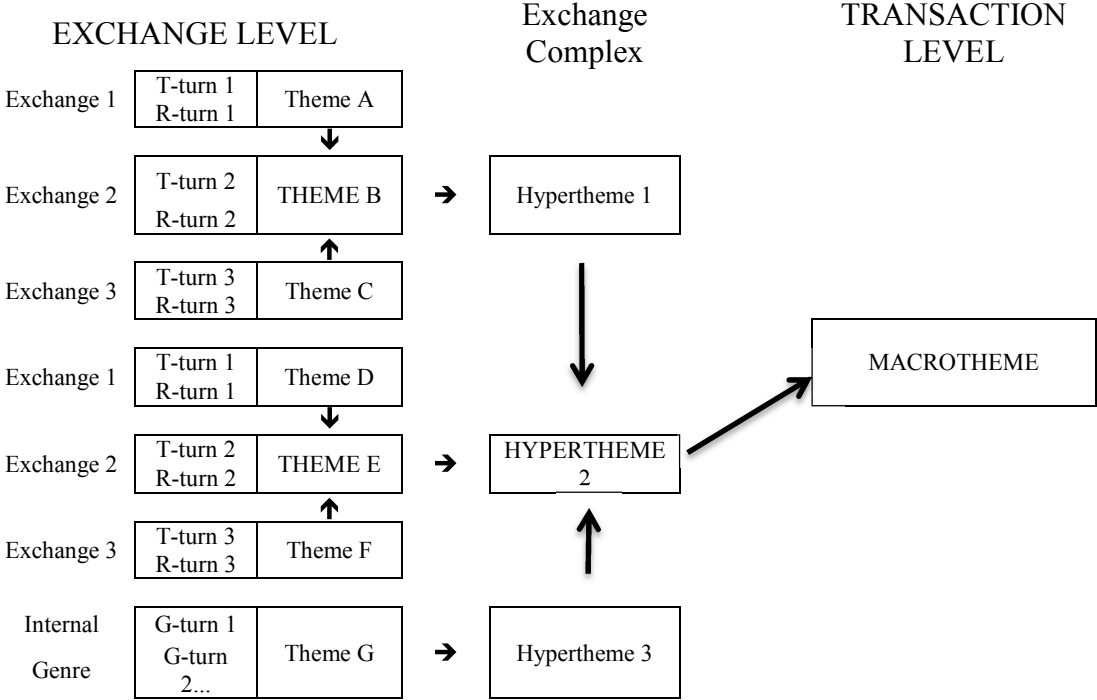 EXCHANGE LEVEL
Exchange
Complex
TRANSACTION
LEVEL
Exchange 1
T-turn 1
R-turn 1
Theme A
Exchange 2
T-turn 2
R-turn 2
THEME B
Hypertheme 1
Exchange 3
T-turn 3
R-turn 3
Theme C
Exchange 1
T-turn 1
R-turn 1
Theme D
MACROTHEME
Exchange 2
T-turn 2
R-turn 2
THEME E
HYPERTHEME
2
Exchange 3
T-turn 3
R-turn 3
Theme F
Internal
Genre
G-turn 1
G-turn
2...
Theme G
Hypertheme 3